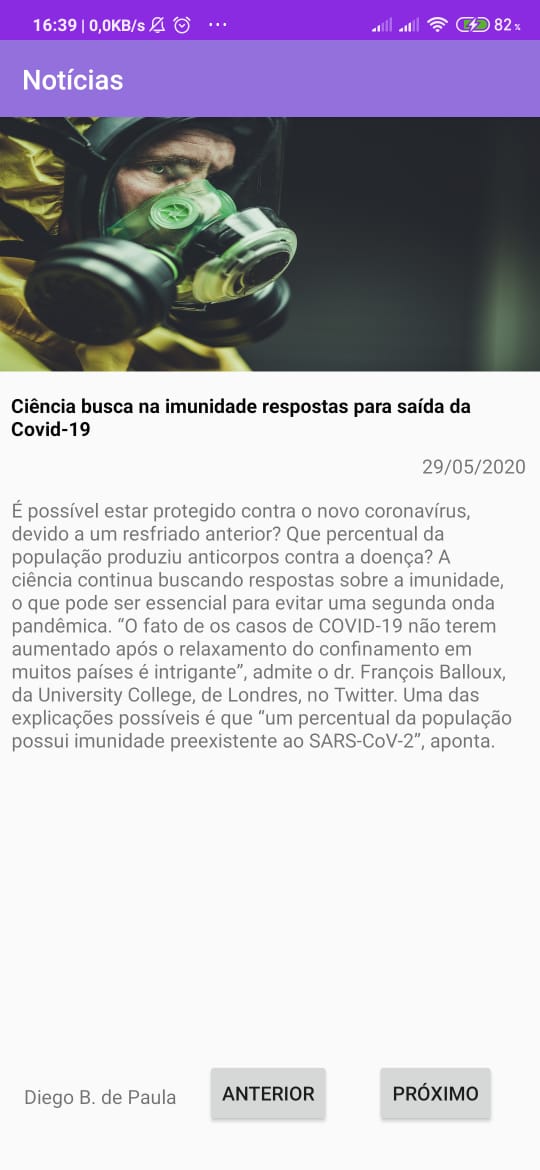 16:39 | 0,0KB/s ... 82 %
Notícias
Ciência busca na imunidade respostas para saída da
Covid-19
29/05/2020
É possível estar protegido contra o novo coronavírus,
devido a um resfriado anterior? Que percentual da
população produziu anticorpos contra a doença? A
ciência continua buscando respostas sobre a imunidade,
o que pode ser essencial para evitar uma segunda onda
pandêmica. “O fato de os casos de COVID-19 não terem
aumentado após o relaxamento do confinamento em
muitos países é intrigante”, admite o dr. François Balloux,
da University College, de Londres, no Twitter. Uma das
explicações possíveis é que “um percentual da população
possui imunidade preexistente ao SARS-CoV-2”, aponta.
Diego B. de Paula ANTERIOR PRÓXIMO